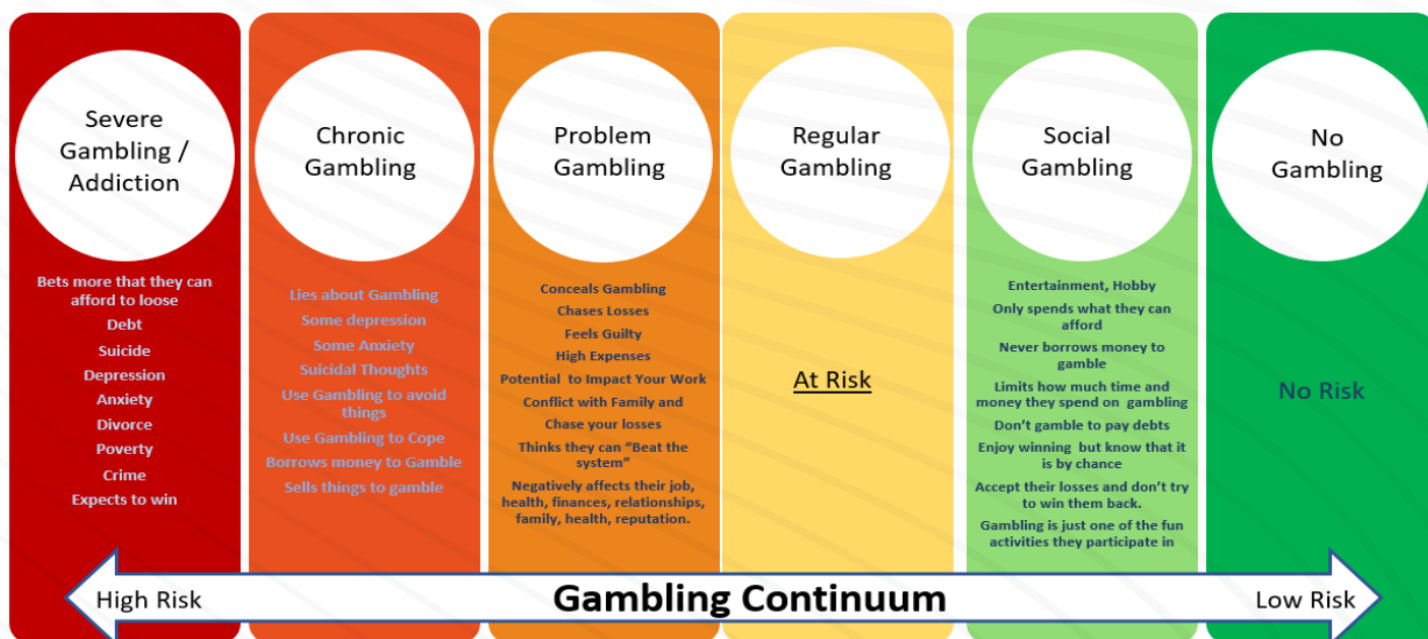 Severe
Gambling /
Addiction
Bets more that they can
afford to loose
Debt
Suicide
Depression
Anxiety
Divorce
Poverty
Crime
Expects to win
Chronic
Gambling
Lies about Gambling
Some depression
Some Anxiety
Suicidal Thoughts
Use Gambling to avoid
things
Use Gambling to Cope
Borrows money to Gamble
Sells things to gamble
Problem
Gambling
Conceals Gambling
Chases Losses
Feels Guilty
High Expenses
Potential to Impact Your Work
Conflict with Family and
Chase your losses
Thinks they can “Beat the
system”
Negatively affects their job,
health, finances, relationships,
family, health, reputation.
Regular
Gambling
At Risk
Social
Gambling
Entertainment, Hobby
Only spends what they can
afford
Never borrows money to
gamble
Limits how much time and
money they spend on gambling
Don’t gamble to pay debts
Enjoy winning but know that it
is by chance
Accept their losses and don’t try
to win them back.
Gambling is just one of the fun
activities they participate in
No
Gambling
No Risk
High Risk
Gambling Continuum
Low Risk